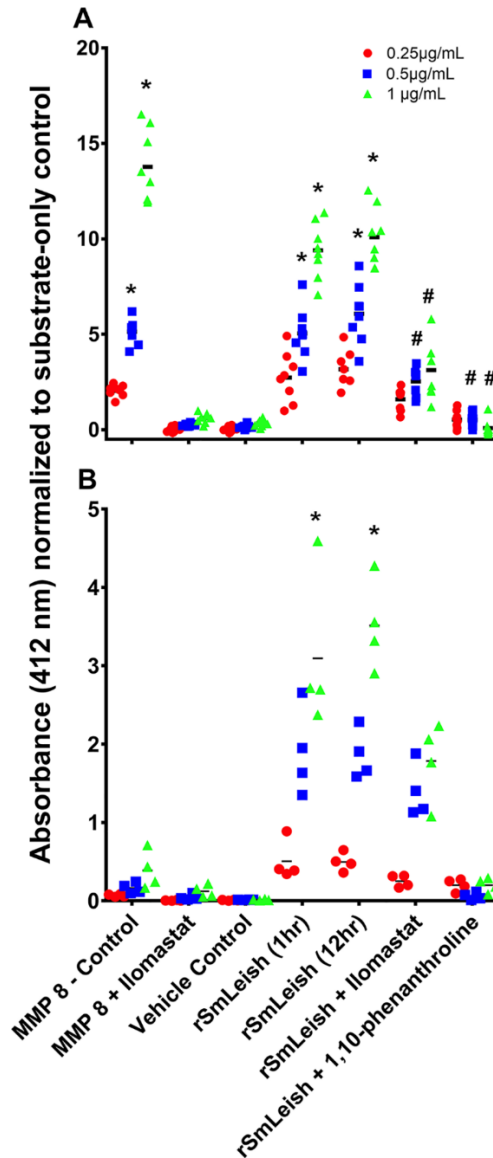 A
20
15
10
5
0
0.25µg/mL
0.5µg/mL
1 µg/mL
*
*
*
*
*
*
#
#
#
#
B
5
4
3
2
1
0
*
*
Absorbance (412 nm) normalized to substrate-only control
MMP 8 - Control
MMP 8 + Ilomastat
Vehicle Control
rSmLeish (1hr)
rSmLeish (12hr)
rSmLeish + Ilomastat
rSmLeish + 1,10-phenanthroline